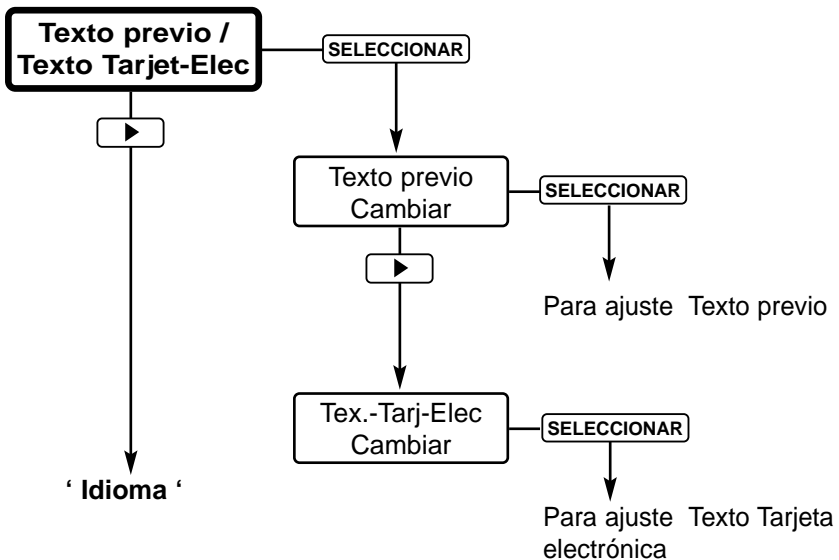 Texto previo /
Texto Tarjet-Elec
SELECCIONAR
Texto previo
Cambiar
SELECCIONAR
Para ajuste  Texto previo
Tex.-Tarj-Elec
Cambiar
SELECCIONAR
‘ Idioma ‘
Para ajuste  Texto Tarjeta
electrónica